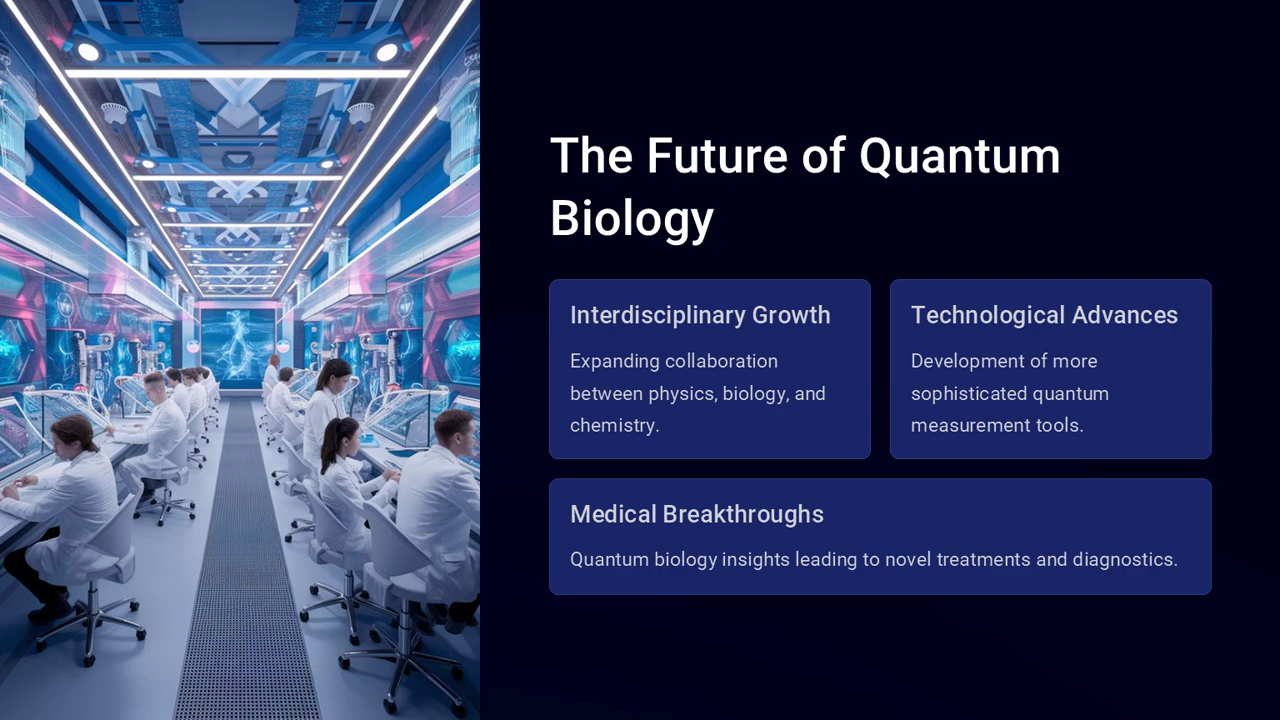 The Future of Quantum
Biology
Interdisciplinary Growth
Expanding collaboration
between physics, biology, and
chemistry.
Technological Advances
Development of more
sophisticated quantum
measurement tools.
Medical Breakthroughs
Quantum biology insights leading to novel treatments and diagnostics.